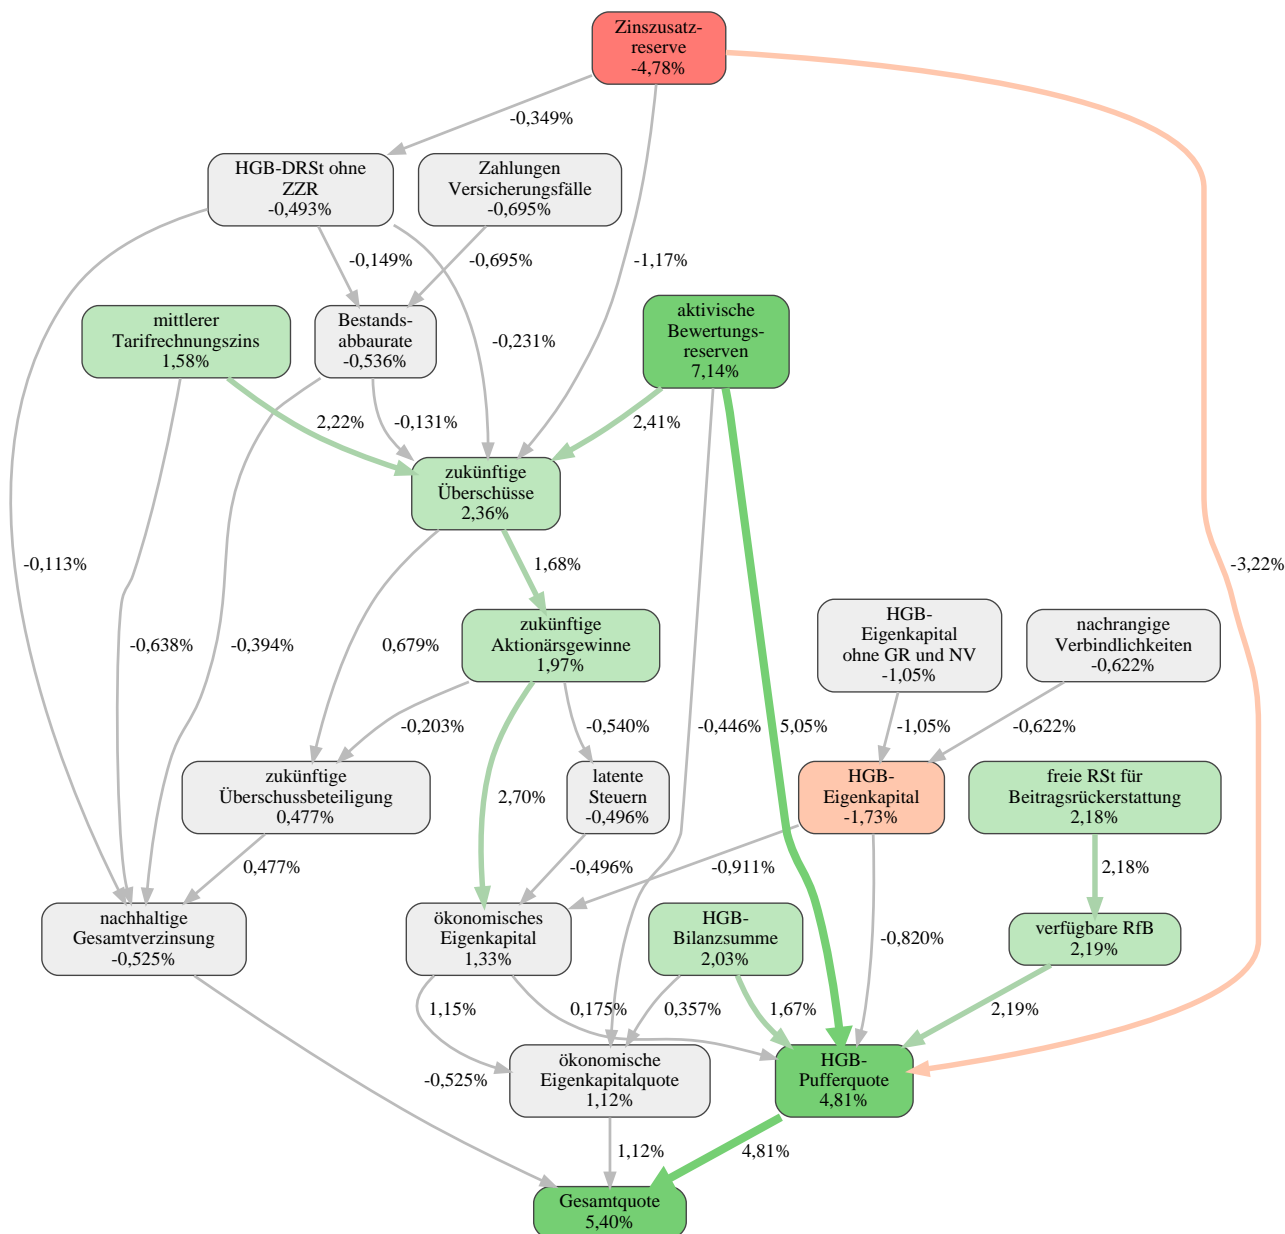 Zinszusatz-
reserve
-4,78%
-0,349%
HGB-DRSt ohne
ZZR
-0,493%
Zahlungen
Versicherungsfälle
-0,695%
-0,149%
-0,695%
-1,17%
mittlerer
Tarifrechnungszins
1,58%
Bestands-
abbaurate
-0,536%
-0,231%
aktivische
Bewertungs-
reserven
7,14%
2,22%
-0,131%
2,41%
zukünftige
Überschüsse
2,36%
-0,113%
1,68%
-3,22%
-0,638%
-0,394%
0,679%
zukünftige
Aktionärsgewinne
1,97%
HGB-
Eigenkapital
ohne GR und NV
-1,05%
nachrangige
Verbindlichkeiten
-0,622%
-0,203%
-0,540%
-0,446%
5,05%
-1,05%
-0,622%
zukünftige
Überschussbeteiligung
0,477%
2,70%
latente
Steuern
-0,496%
HGB-
Eigenkapital
-1,73%
freie RSt für
Beitragsrückerstattung
2,18%
0,477%
-0,496%
-0,911%
2,18%
nachhaltige
Gesamtverzinsung
-0,525%
ökonomisches
Eigenkapital
1,33%
HGB-
Bilanzsumme
2,03%
-0,820%
verfügbare RfB
2,19%
1,15%
0,175%
0,357%
1,67%
2,19%
-0,525%
ökonomische
Eigenkapitalquote
1,12%
HGB-
Pufferquote
4,81%
1,12%
4,81%
Gesamtquote
5,40%